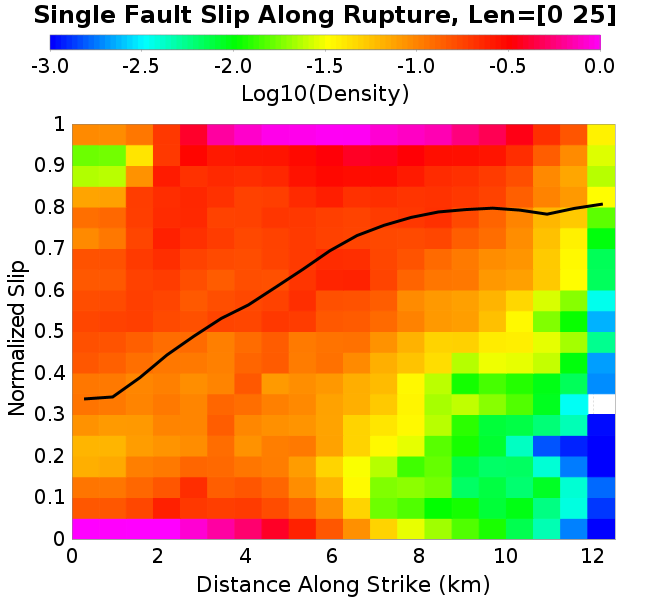 Single Fault Slip Along Rupture, Len=[0 25]
-3.0 -2.5 -2.0 -1.5 -1.0 -0.5 0.0
Log10(Density)
1
0.9
0.8
0.7
0.6
0.5
0.4
0.3
0.2
0.1
0
Normalized Slip
0 2 4 6 8 10 12
Distance Along Strike (km)